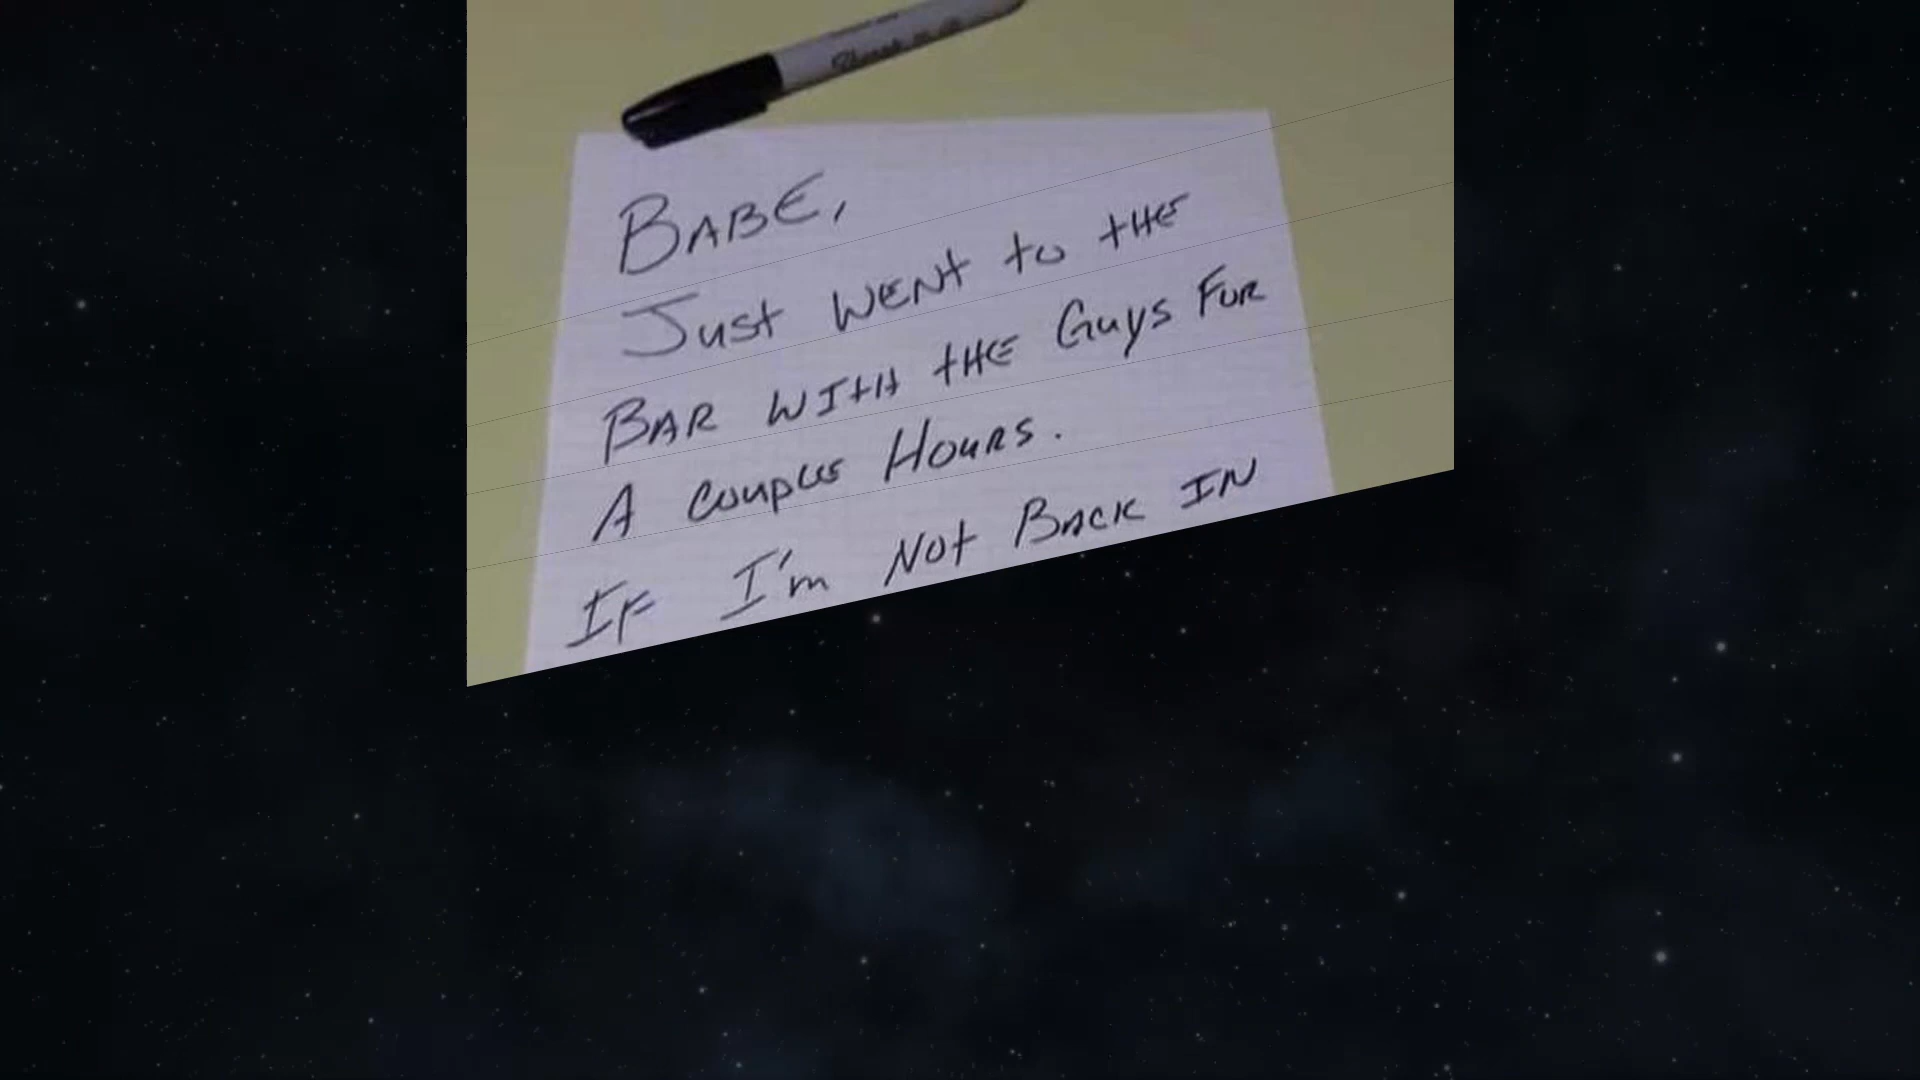 BABE,
Just WENt to tHE
BAR WItH tHE Guys FOR
A Couple Hours.
IF I'm Not BACK IN